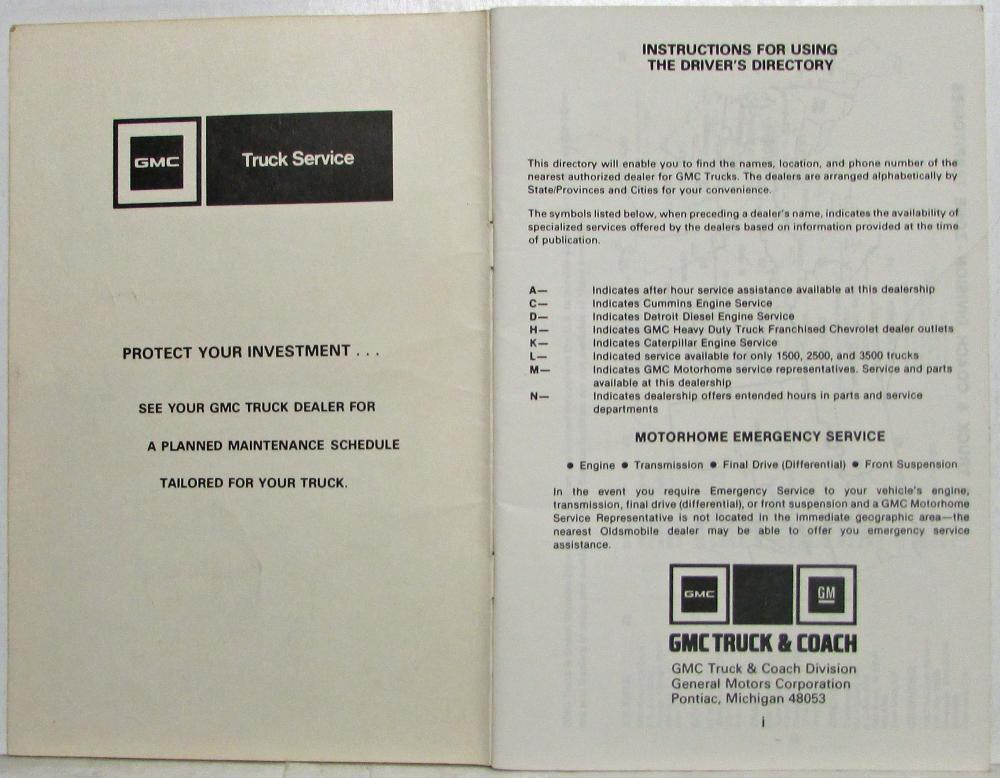 GMC
Truck Service
PROTECT YOUR INVESTMENT . . .
SEE YOUR GMC TRUCK DEALER FOR
A PLANNED MAINTENANCE SCHEDULE
TAILORED FOR YOUR TRUCK.
INSTRUCTIONS FOR USING
THE DRIVER'S DIRECTORY
This directory will enable you to find the names, location, and phone number of the
nearest authorized dealer for GMC Trucks. The dealers are arranged alphabetically by
State/Provinces and Cities for your convenience.
The symbols listed below, when preceding a dealer's name, indicates the availability of
specialized services offered by the dealers based on information provided at the time
of publication.
A— Indicates after hour service assistance available at this dealership
C— Indicates Cummins Engine Service
D— Indicates Detroit Diesel Engine Service
H— Indicates GMC Heavy Duty Truck Franchised Chevrolet dealer outlets
K— Indicates Caterpillar Engine Service
L— Indicated service available for only 1500, 2500, and 3500 trucks
M— Indicates GMC Motorhome service representatives. Service and parts
available at this dealership
N— Indicates dealership offers entended hours in parts and service
departments
MOTORHOME EMERGENCY SERVICE
● Engine ● Transmission ● Final Drive (Differential) ● Front Suspension
In the event you require Emergency Service to your vehicle's engine,
transmission, final drive (differential), or front suspension and a GMC Motorhome
Service Representative is not located in the immediate geographic area—the
nearest Oldsmobile dealer may be able to offer you emergency service
assistance.
GMC GM
GMC TRUCK & COACH
GMC Truck & Coach Division
General Motors Corporation
Pontiac, Michigan 48053
i